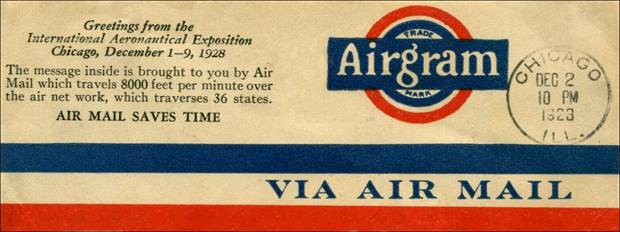 Greetings from the
International Aeronautical Exposition
Chicago, December 1-9, 1928
The message inside is brought to you by Air
Mail which travels 8000 feet per minute over
the air net work, which traverses 36 states.
AIR MAIL SAVES TIME
TRADE
Airgram
MARK
CHICAGO
DEC 2
10 PM
1928
ILL.
VIA AIR MAIL